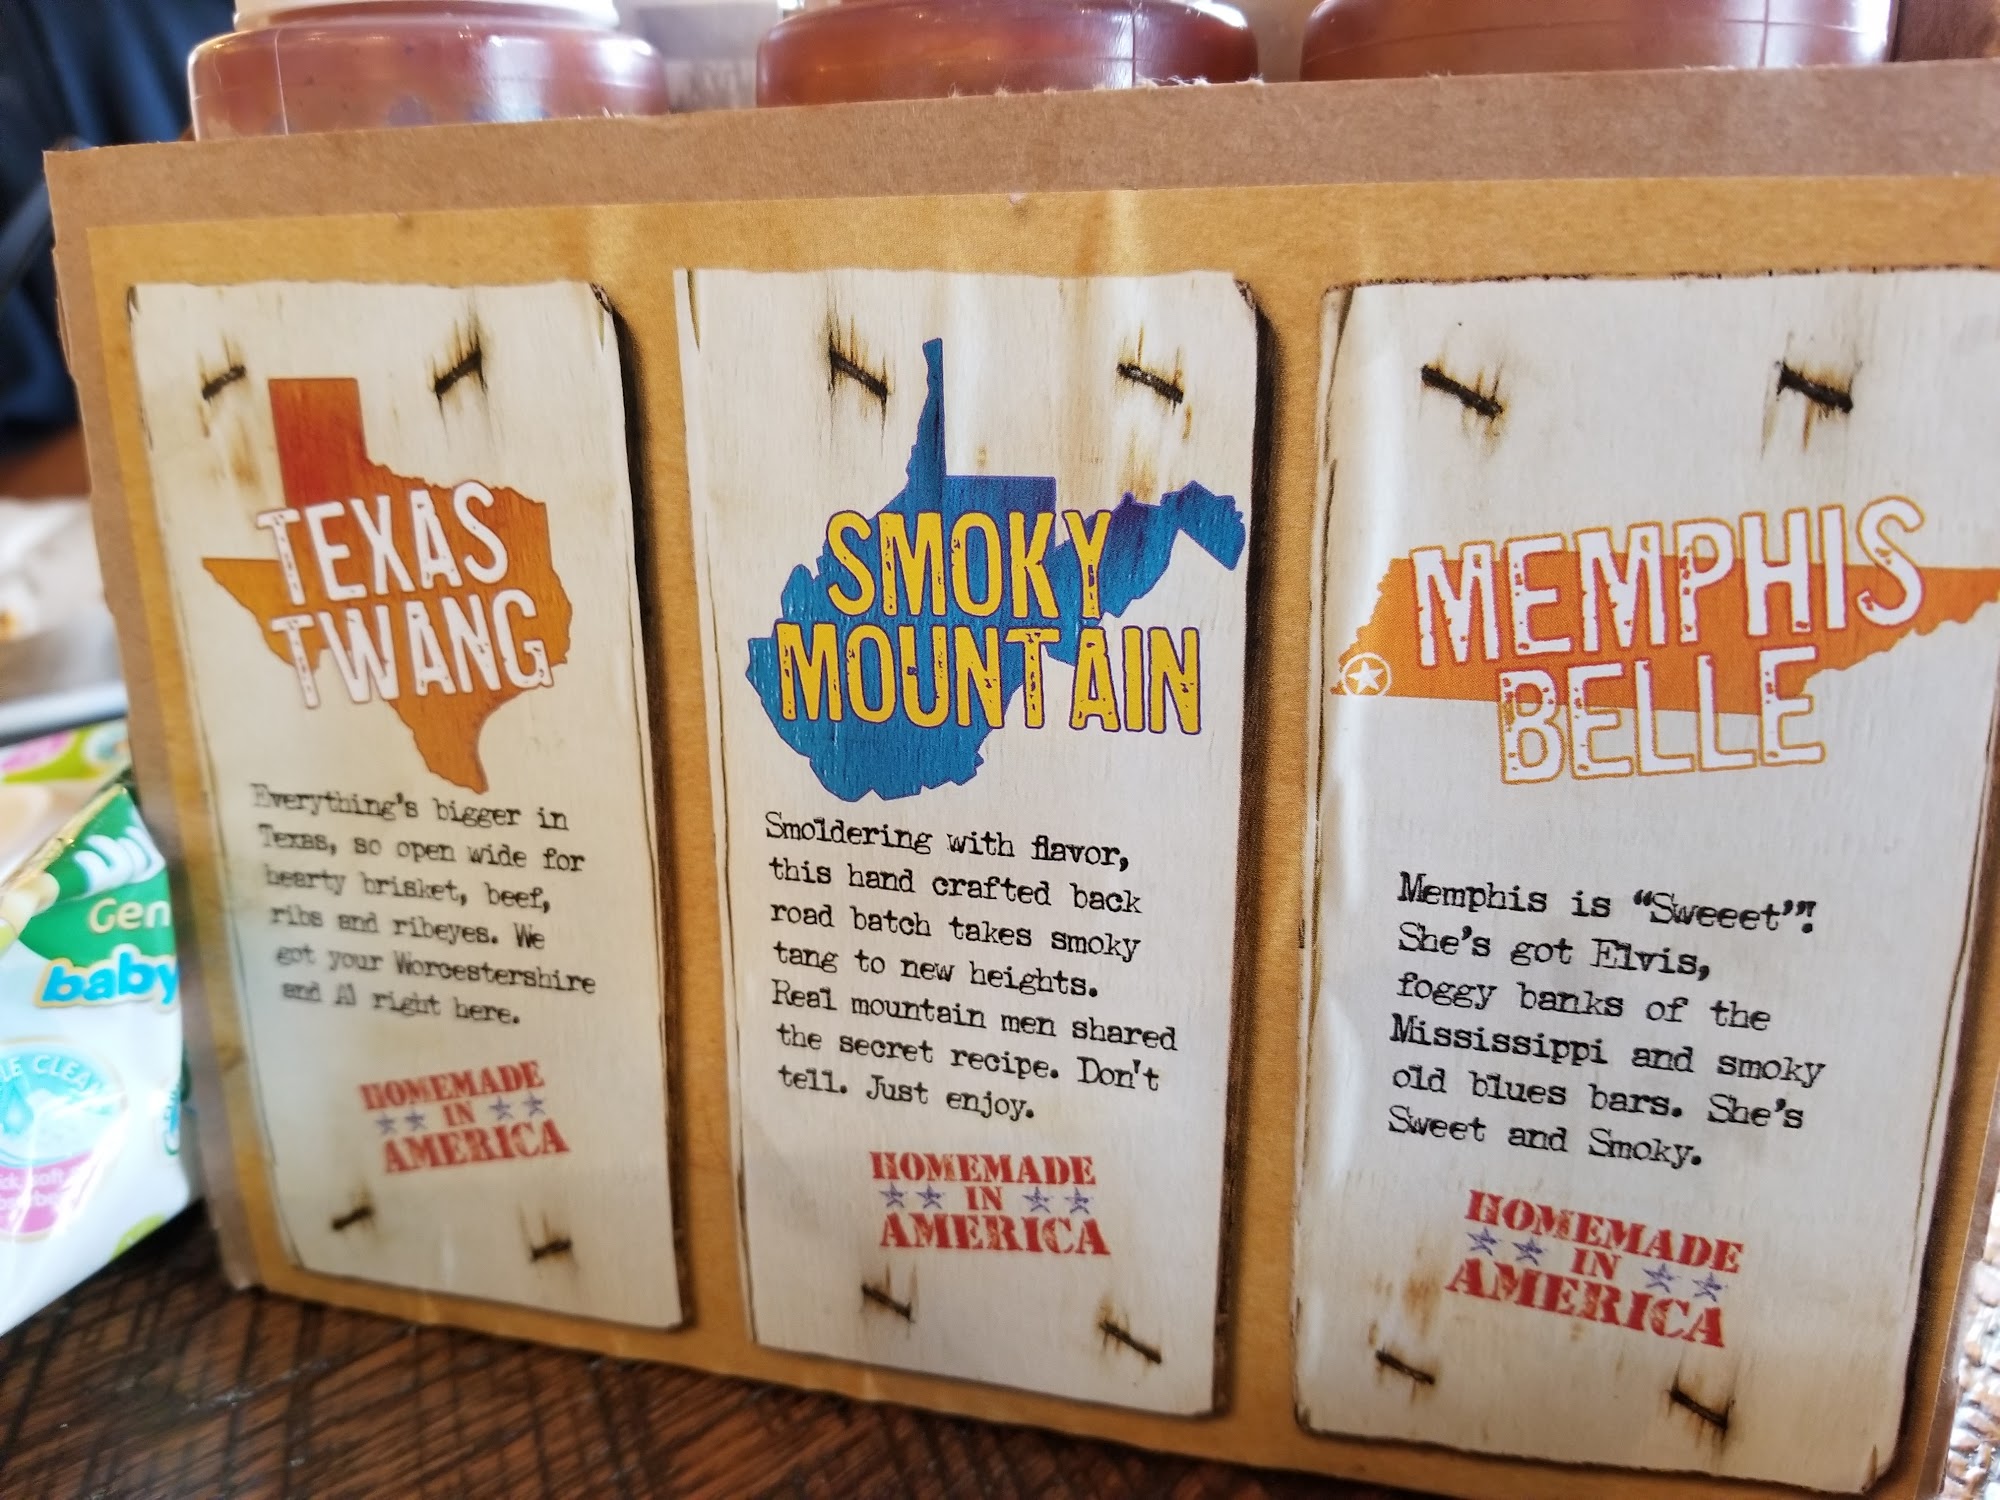 TEXAS
TWANG
Everything's bigger in
Texas, so open wide for
hearty brisket, beef,
ribs and ribeyes. We
got your Worcestershire
and A1 right here.
HOMEMADE
IN
AMERICA
SMOKY
MOUNTAIN
Smoldering with flavor,
this hand crafted back
road batch takes smoky
tang to new heights.
Real mountain men shared
the secret recipe. Don't
tell. Just enjoy.
HOMEMADE
IN
AMERICA
MEMPHIS
BELLE
Memphis is "Sweeet"!
She's got Elvis,
foggy banks of the
Mississippi and smoky
old blues bars. She's
Sweet and Smoky.
HOMEMADE
IN
AMERICA
Gen
baby
LE CLEA